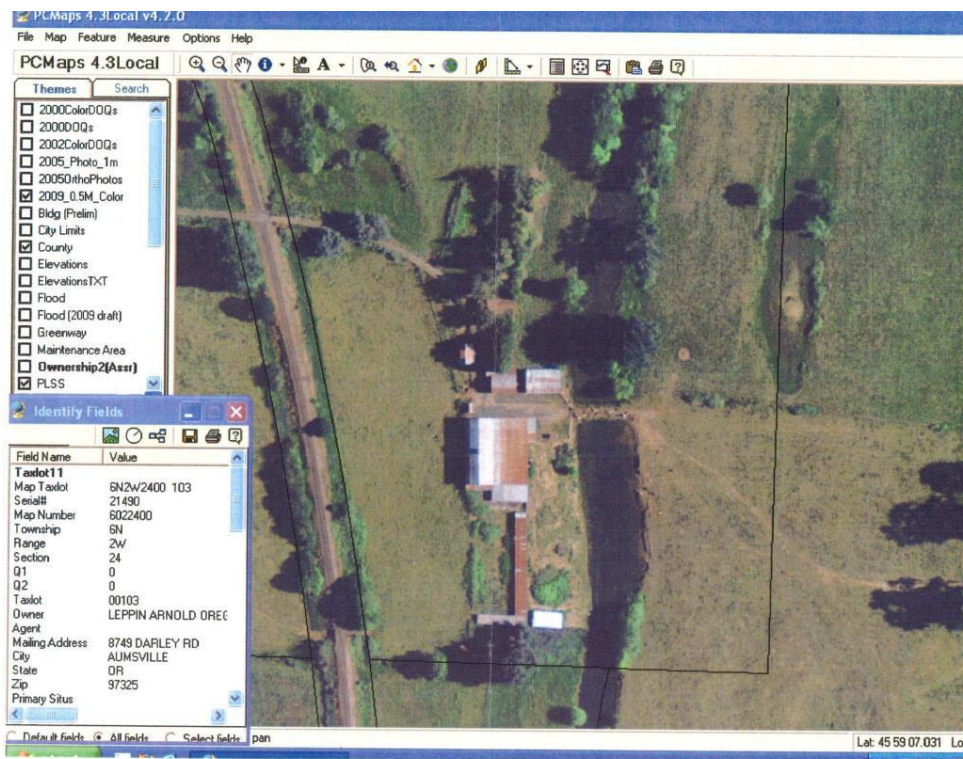 PCMaps 4.3Local v4.2.0
File Map Feature Measure Options Help
PCMaps 4.3Local
A
Themes Search
2000ColorDOQs
2000DOQs
2002ColorDOQs
2005_Photo_1m
2005OrthoPhotos
2009_0.5M_Color
Bldg (Prelim)
City Limits
County
Elevations
ElevationsTXT
Flood
Flood (2009 draft)
Greenway
Maintenance Area
Ownership2(Assr)
PLSS
Identify Fields
Field Name Value
Taxlot11
Map Taxlot 6N2W2400 103
Serial# 21490
Map Number 6022400
Township 6N
Range 2W
Section 24
Q1 0
Q2 0
Taxlot 00103
Owner LEPPIN ARNOLD OREG
Agent
Mailing Address 8749 DARLEY RD
City AUMSVILLE
State OR
Zip 97325
Primary Situs
Default fields All fields Select fields pan
Lat: 45 59 07.031 Lo